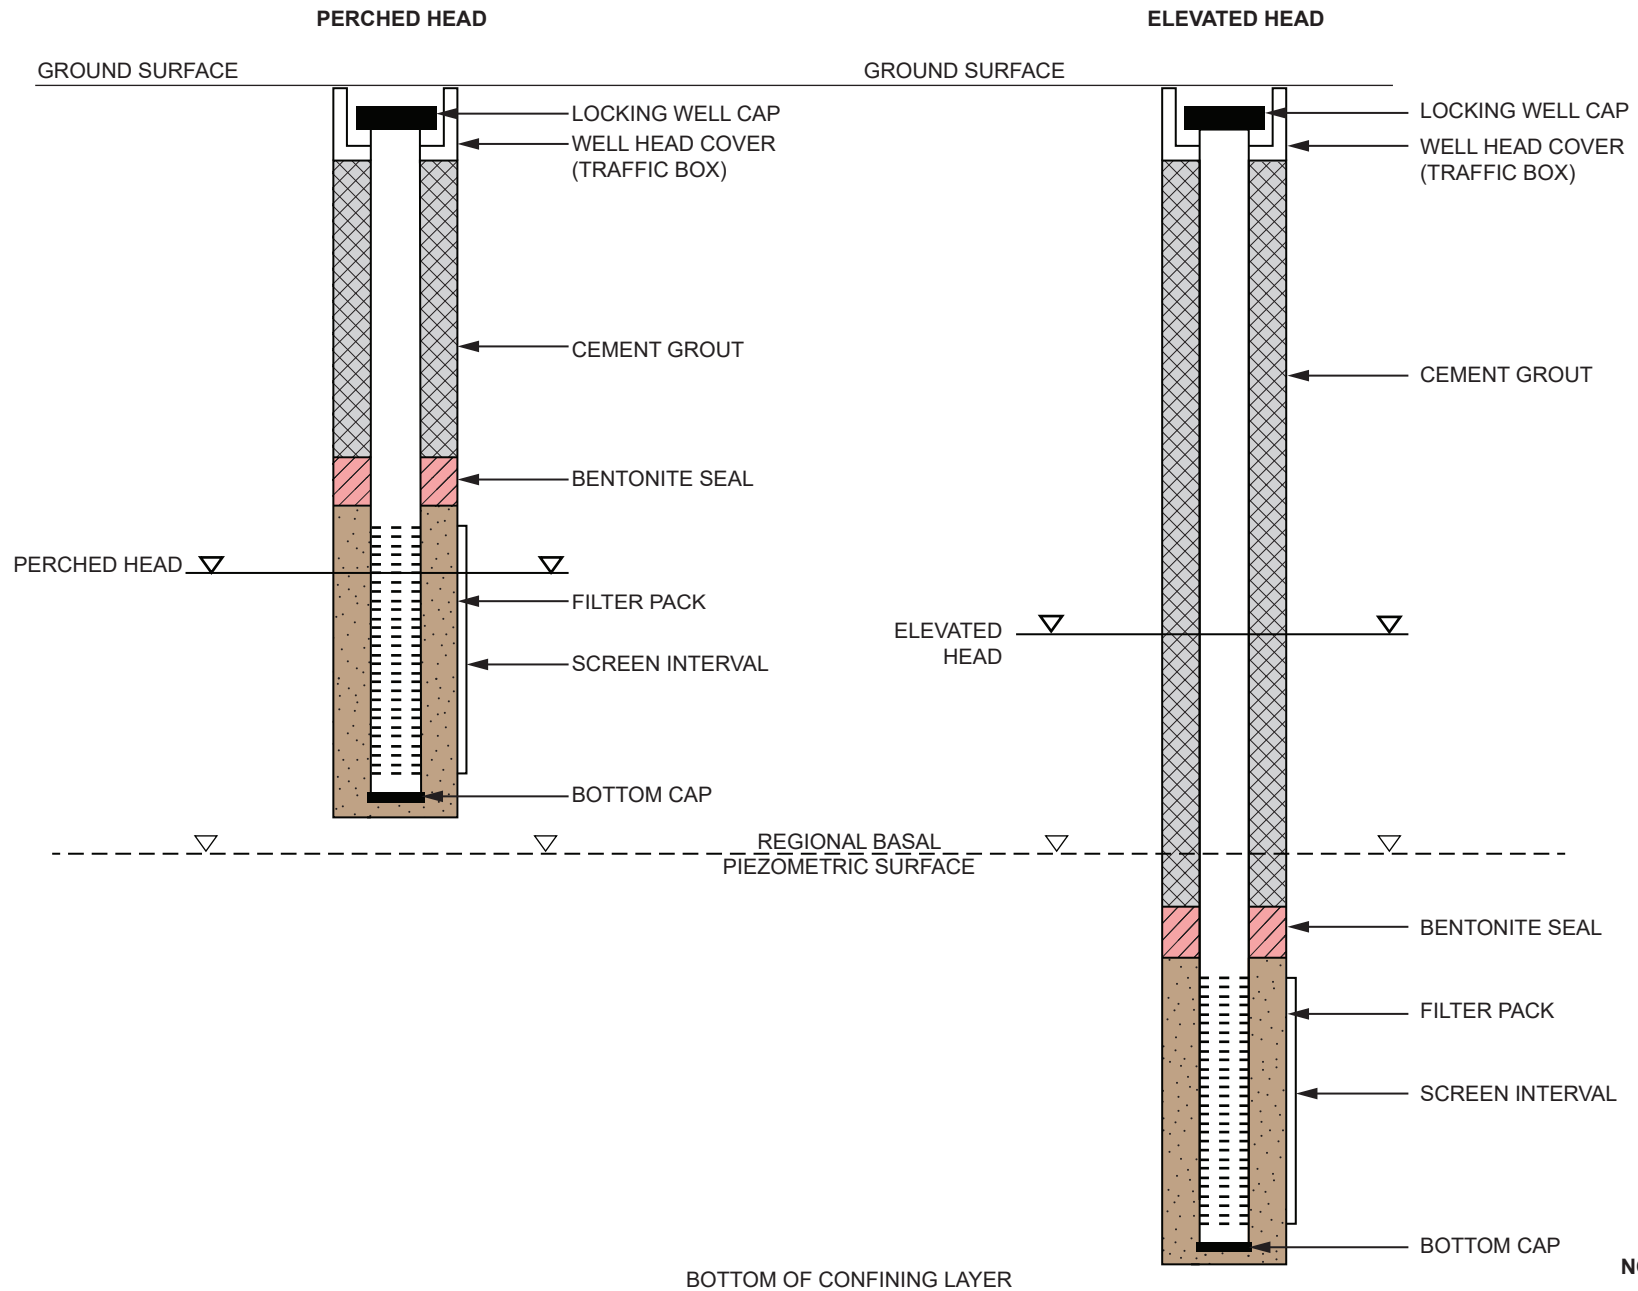 PERCHED HEAD
ELEVATED HEAD
GROUND SURFACE
GROUND SURFACE
LOCKING WELL CAP
WELL HEAD COVER
(TRAFFIC BOX)
LOCKING WELL CAP
WELL HEAD COVER
(TRAFFIC BOX)
CEMENT GROUT
CEMENT GROUT
BENTONITE SEAL
PERCHED HEAD
FILTER PACK
ELEVATED
HEAD
SCREEN INTERVAL
BOTTOM CAP
REGIONAL BASAL
PIEZOMETRIC SURFACE
BENTONITE SEAL
FILTER PACK
SCREEN INTERVAL
BOTTOM CAP
BOTTOM OF CONFINING LAYER